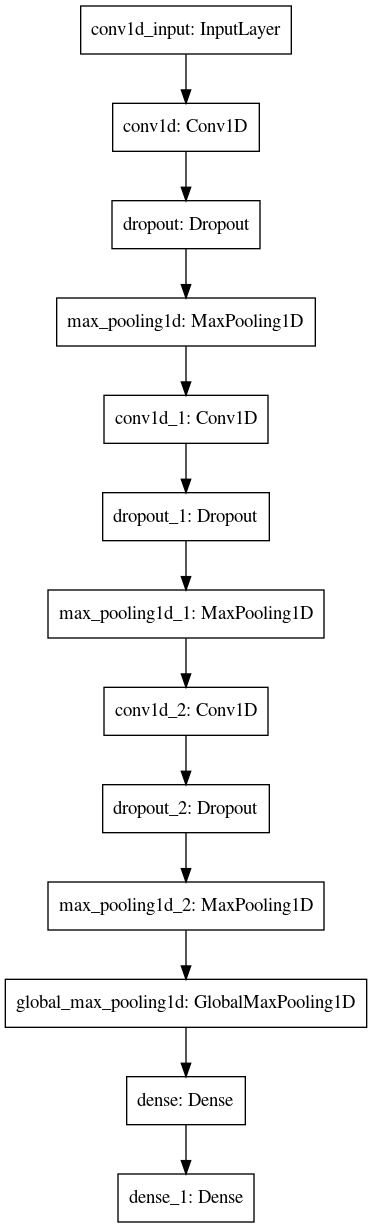 conv1d_input: InputLayer
conv1d: Conv1D
dropout: Dropout
max_pooling1d: MaxPooling1D
conv1d_1: Conv1D
dropout_1: Dropout
max_pooling1d_1: MaxPooling1D
conv1d_2: Conv1D
dropout_2: Dropout
max_pooling1d_2: MaxPooling1D
global_max_pooling1d: GlobalMaxPooling1D
dense: Dense
dense_1: Dense